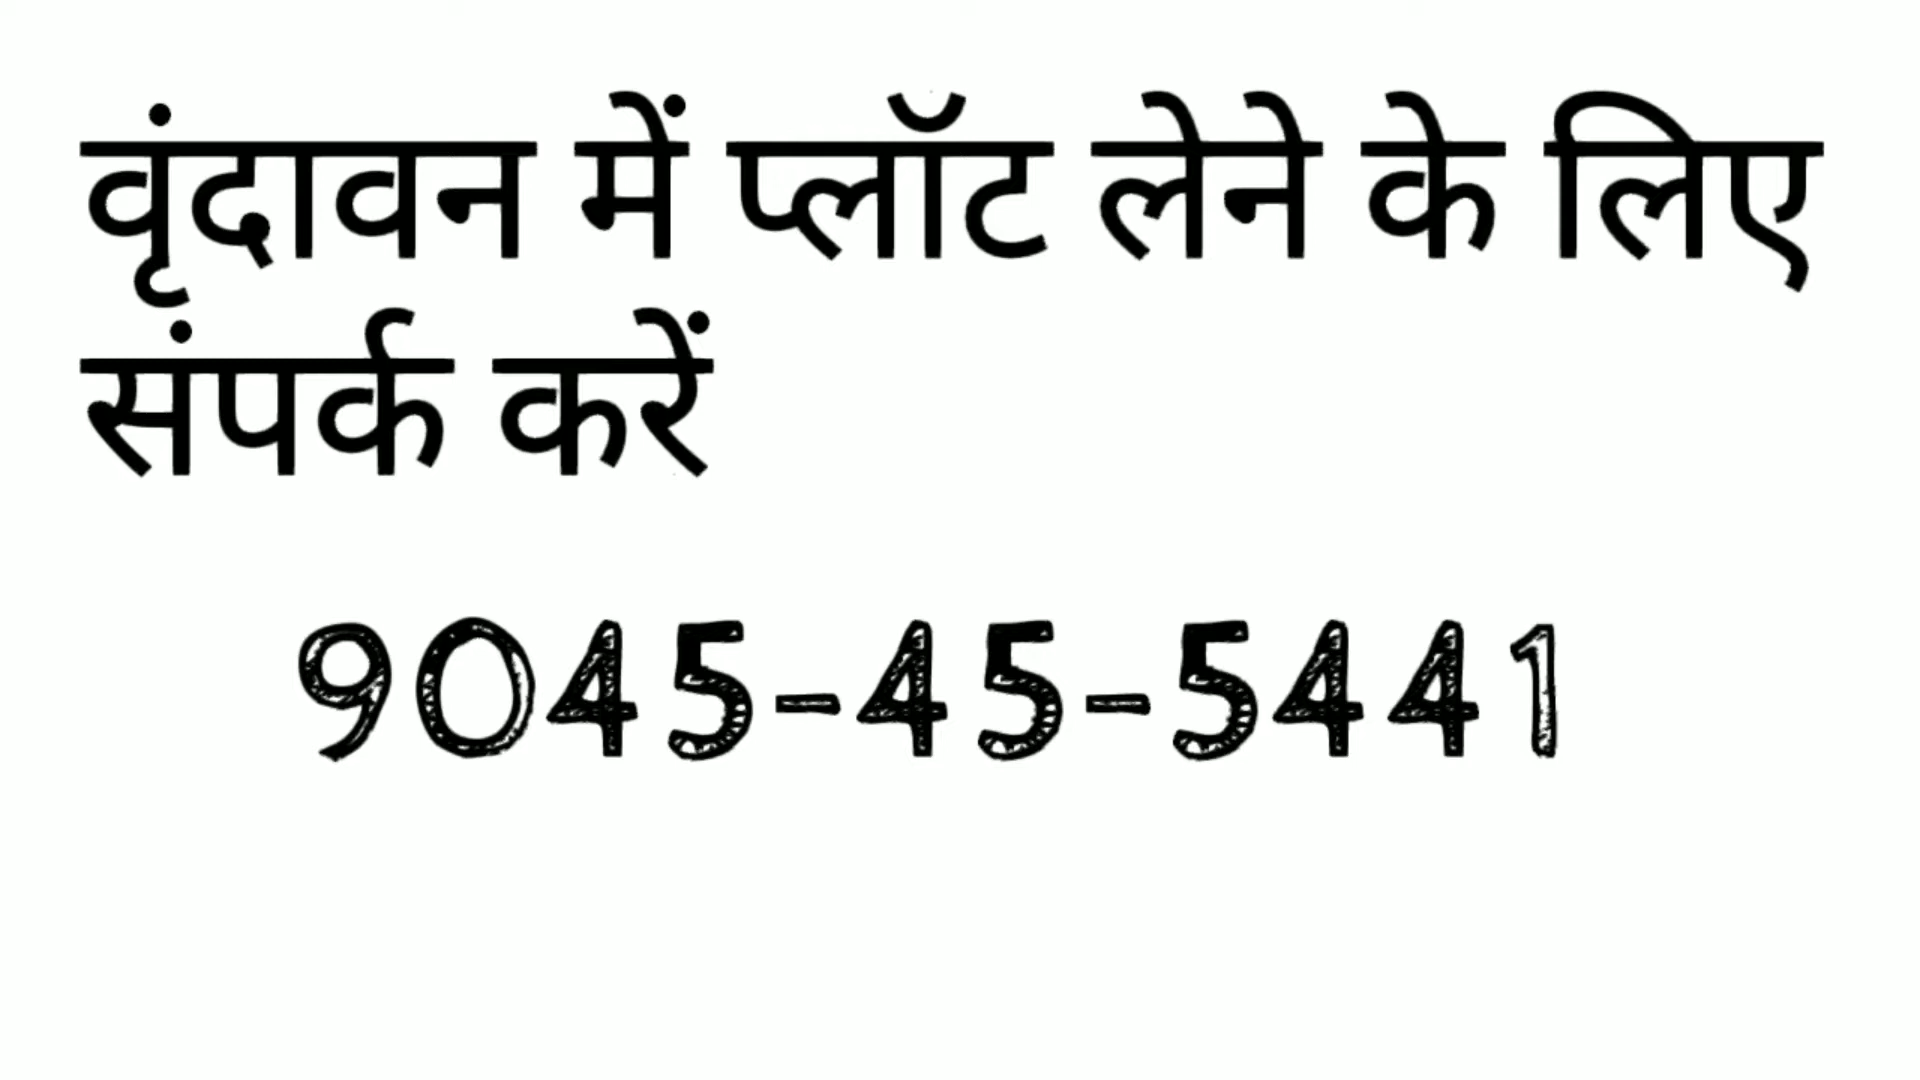 वृंदावन में प्लॉट लेने के लिए
संपर्क करें
9045-45-5441